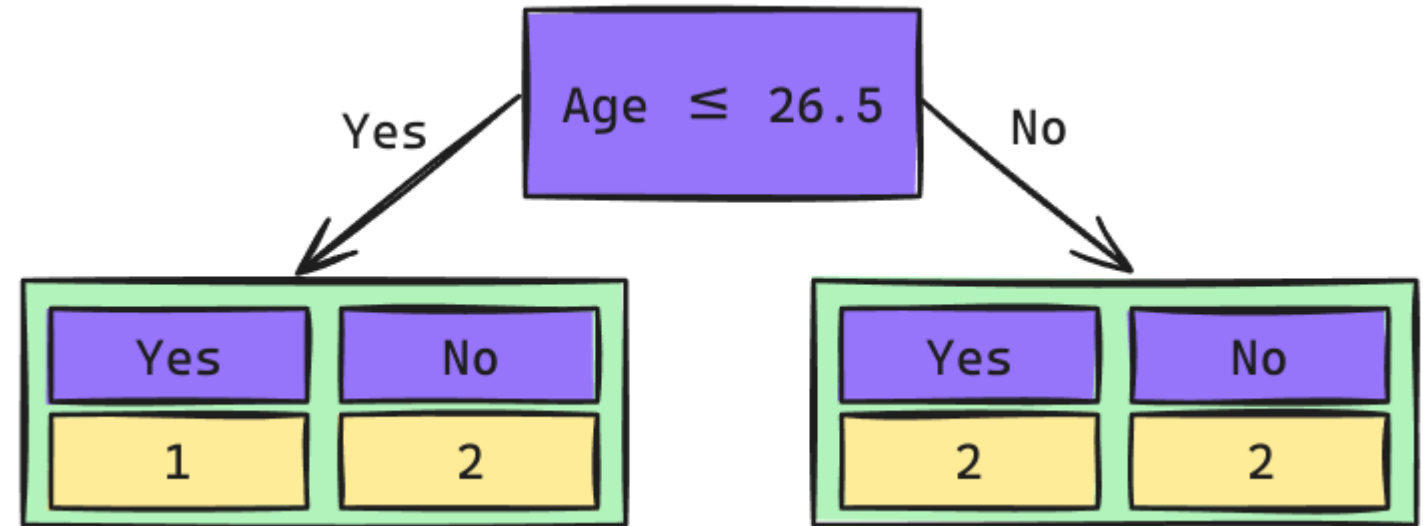 Age ≤ 26.5
Yes No
Yes No Yes No
1 2 2 2